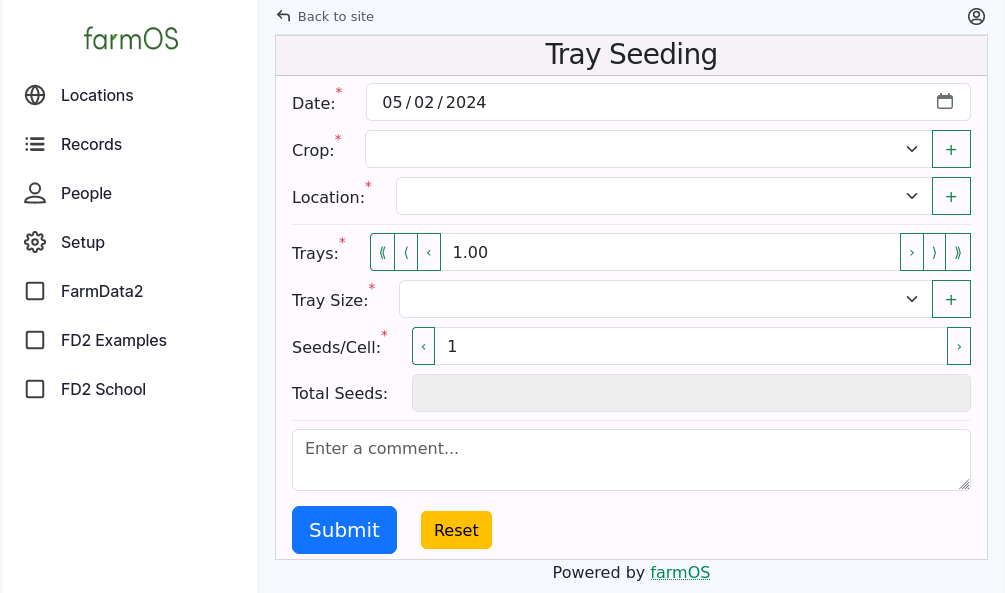 farmOS
Locations
Records
People
Setup
FarmData2
FD2 Examples
FD2 School
Back to site
Tray Seeding
Date:* 05/02/2024
Crop:* +
Location:* +
Trays:* ⟪ ⟨ ‹ 1.00 › ⟩ ⟫
Tray Size:* +
Seeds/Cell:* ‹ 1 ›
Total Seeds:
Enter a comment...
Submit Reset
Powered by farmOS